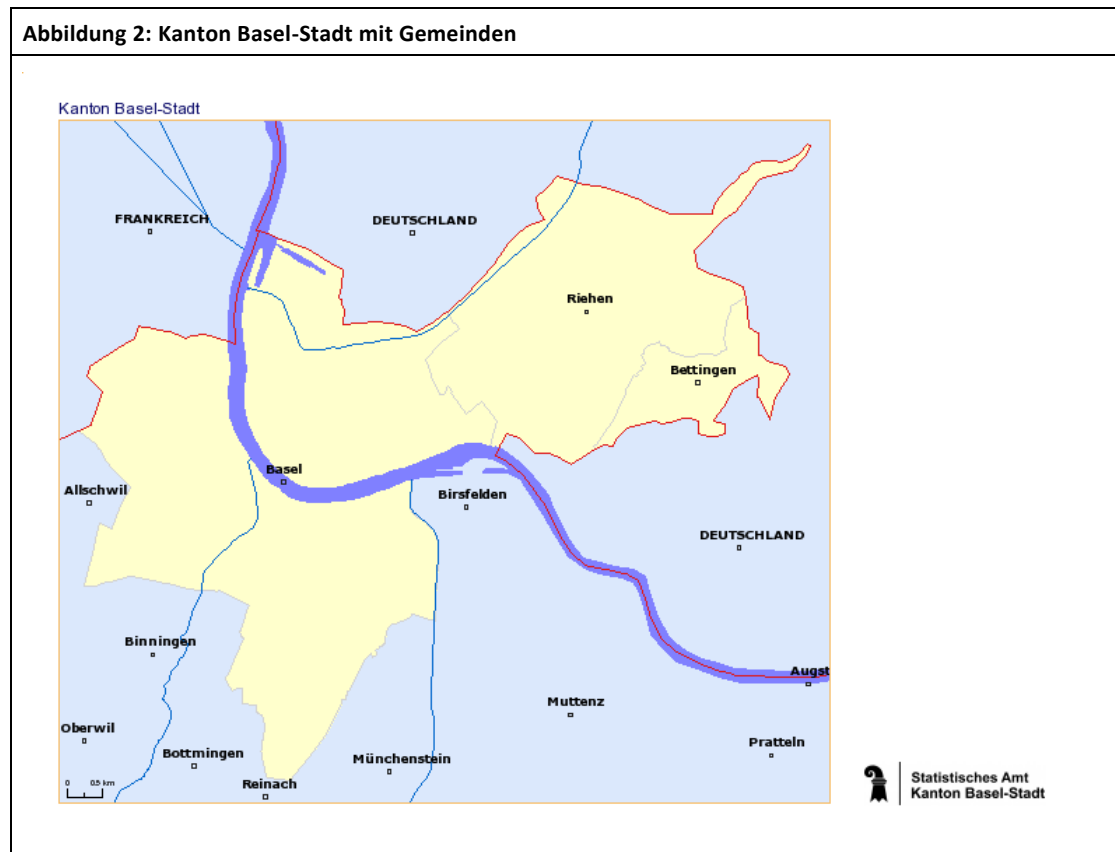 Abbildung 2: Kanton Basel-Stadt mit Gemeinden
Kanton Basel-Stadt
FRANKREICH
DEUTSCHLAND
Riehen
Bettingen
Basel
Allschwil
Birsfelden
DEUTSCHLAND
Binningen
Augst
Muttenz
Oberwil
Pratteln
Bottmingen
Münchenstein
Reinach
0 0.5 km
Statistisches Amt
Kanton Basel-Stadt